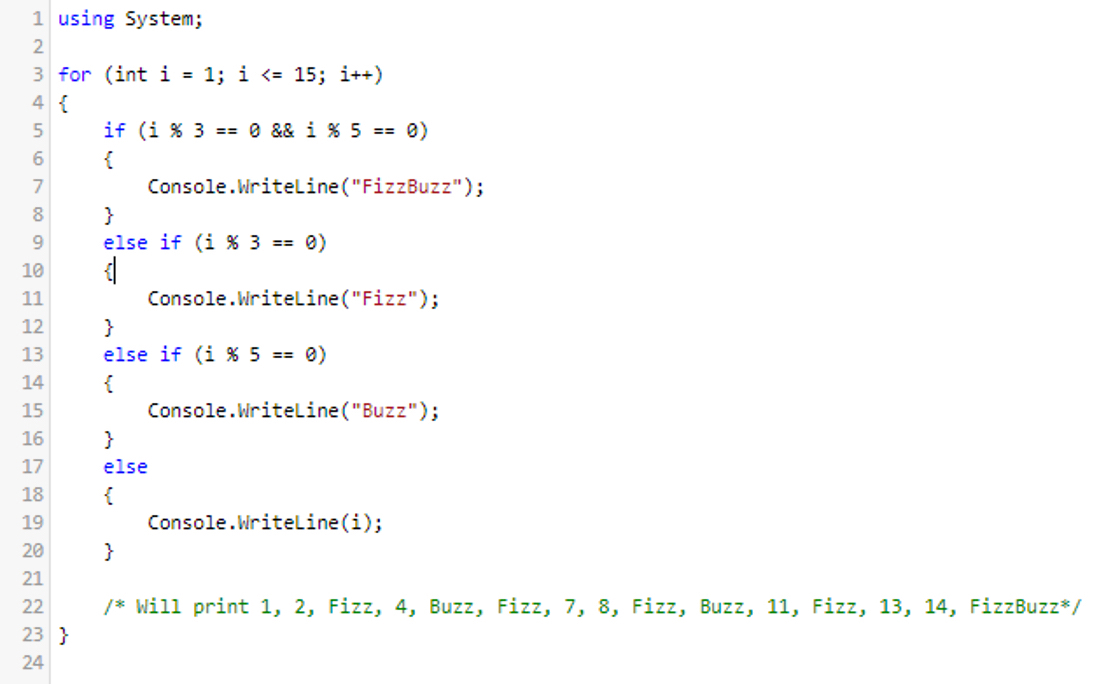 1 using System;
2
3 for (int i = 1; i <= 15; i++)
4 {
5 if (i % 3 == 0 && i % 5 == 0)
6 {
7 Console.WriteLine("FizzBuzz");
8 }
9 else if (i % 3 == 0)
10 {
11 Console.WriteLine("Fizz");
12 }
13 else if (i % 5 == 0)
14 {
15 Console.WriteLine("Buzz");
16 }
17 else
18 {
19 Console.WriteLine(i);
20 }
21
22 /* Will print 1, 2, Fizz, 4, Buzz, Fizz, 7, 8, Fizz, Buzz, 11, Fizz, 13, 14, FizzBuzz*/
23 }
24